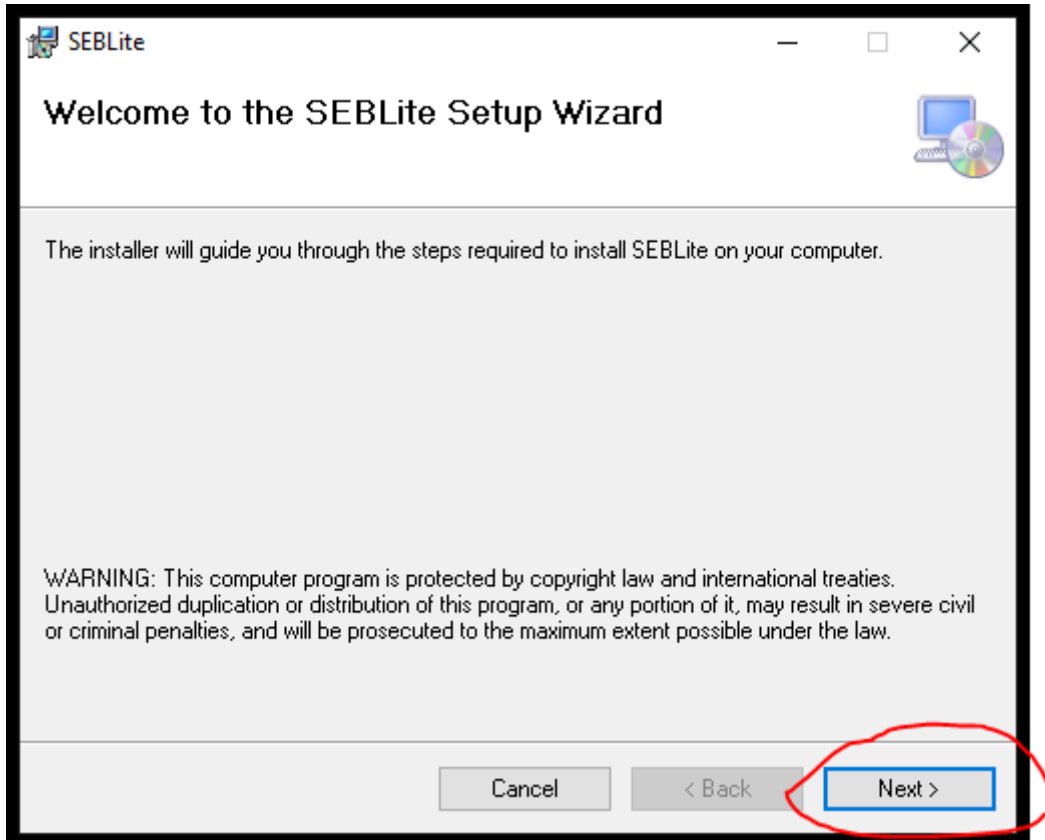 SEBLite
Welcome to the SEBLite Setup Wizard
The installer will guide you through the steps required to install SEBLite on your computer.
WARNING: This computer program is protected by copyright law and international treaties.
Unauthorized duplication or distribution of this program, or any portion of it, may result in severe civil
or criminal penalties, and will be prosecuted to the maximum extent possible under the law.
Cancel < Back Next >